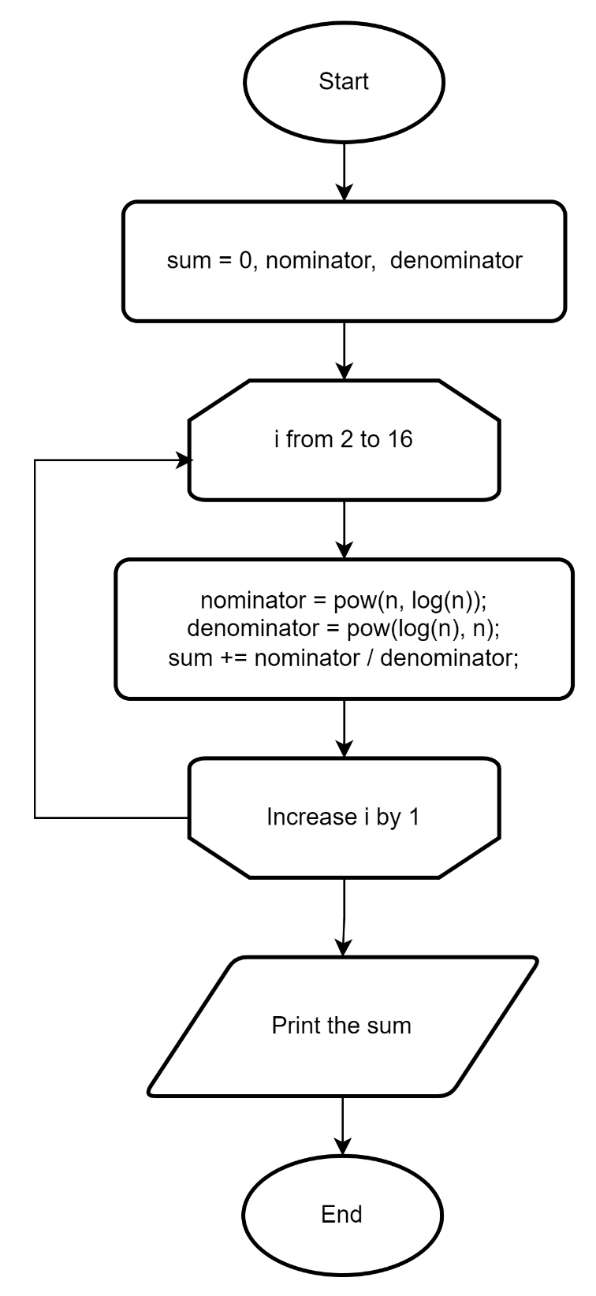 Start
sum = 0, nominator, denominator
i from 2 to 16
nominator = pow(n, log(n));
denominator = pow(log(n), n);
sum += nominator / denominator;
Increase i by 1
Print the sum
End